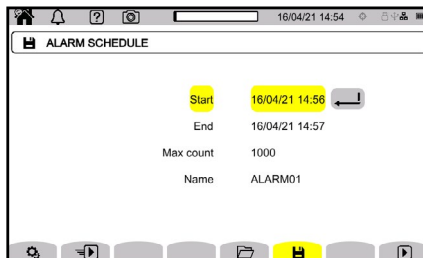 16/04/21 14:54
ALARM SCHEDULE
Start 16/04/21 14:56
End 16/04/21 14:57
Max count 1000
Name ALARM01